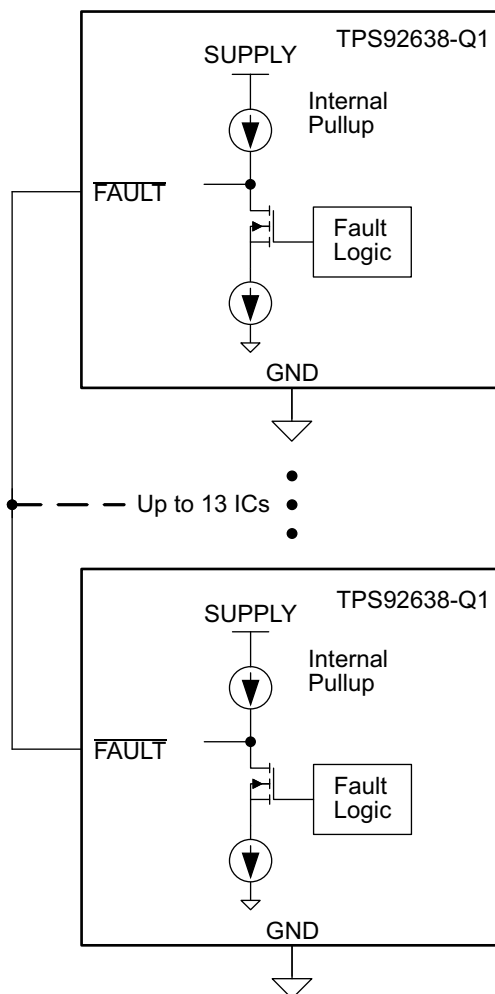 TPS92638-Q1
SUPPLY
Internal
Pullup
FAULT
Fault
Logic
GND
Up to 13 ICs
TPS92638-Q1
SUPPLY
Internal
Pullup
FAULT
Fault
Logic
GND